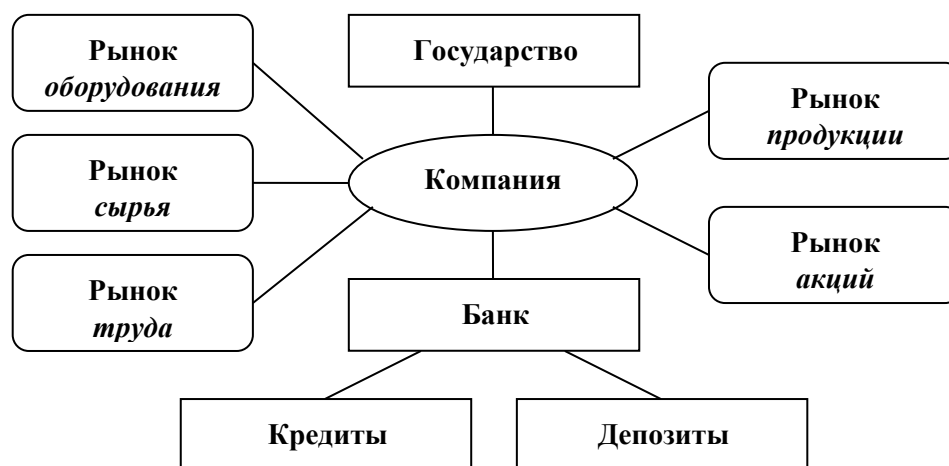 Рынок
оборудования
Государство
Рынок
продукции
Рынок
сырья
Компания
Рынок
труда
Рынок
акций
Банк
Кредиты
Депозиты